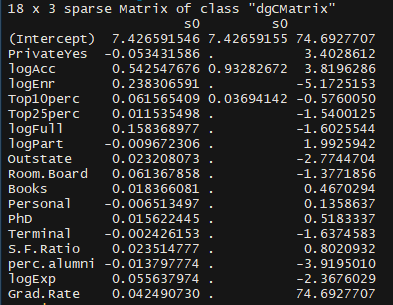 18 x 3 sparse Matrix of class "dgCMatrix"
s0 s0
(Intercept) 7.426591546 7.42659155 74.6927707
PrivateYes -0.053431586 . 3.4028612
logAcc 0.542547676 0.93282672 3.8196286
logEnr 0.238306591 . -5.1725153
Top10perc 0.061565409 0.03694142 -0.5760050
Top25perc 0.011535498 . -1.5400125
logFull 0.158368977 . -1.6025544
logPart -0.009672306 . 1.9925942
Outstate 0.023208073 . -2.7744704
Room.Board 0.061367858 . -1.3771856
Books 0.018366081 . 0.4670294
Personal -0.006513497 . 0.1358637
PhD 0.015622445 . 0.5183337
Terminal -0.002426153 . -1.6374583
S.F.Ratio 0.023514777 . 0.8020932
perc.alumni -0.013797774 . -3.9195010
logExp 0.055637974 . -2.3676029
Grad.Rate 0.042490730 . 74.6927707